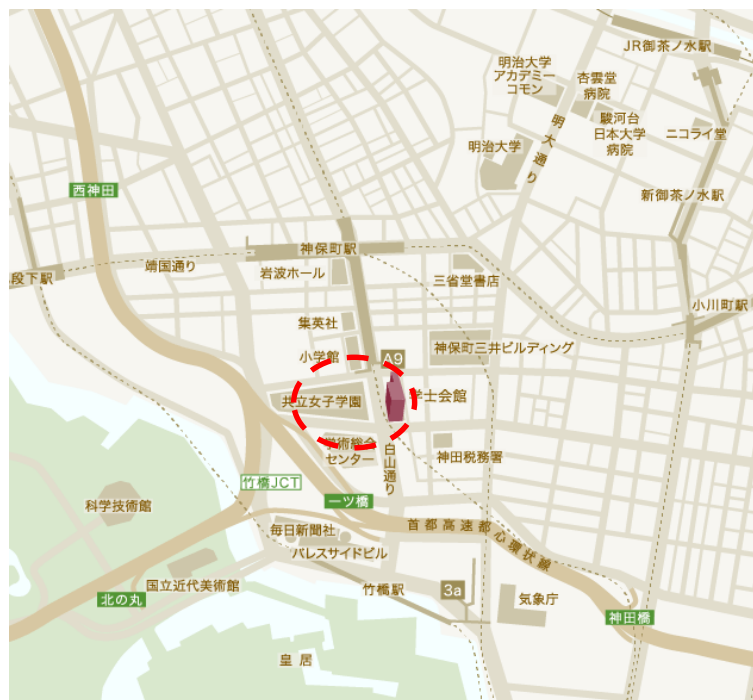 JR御茶ノ水駅
明治大学
アカデミー
コモン
杏雲堂
病院
駿河台
日本大学
病院
ニコライ堂
明大通り
明治大学
新御茶ノ水駅
西神田
神保町駅
靖国通り
段下駅
岩波ホール
三省堂書店
小川町駅
集英社
神保町三井ビルディング
小学館
A9
共立女子学園
学士会館
学術総合
センター
白山通り
神田税務署
竹橋JCT
一ツ橋
科学技術館
毎日新聞社
首都高速都心環状線
パレスサイドビル
国立近代美術館
北の丸
竹橋駅
3a
気象庁
神田橋
皇居